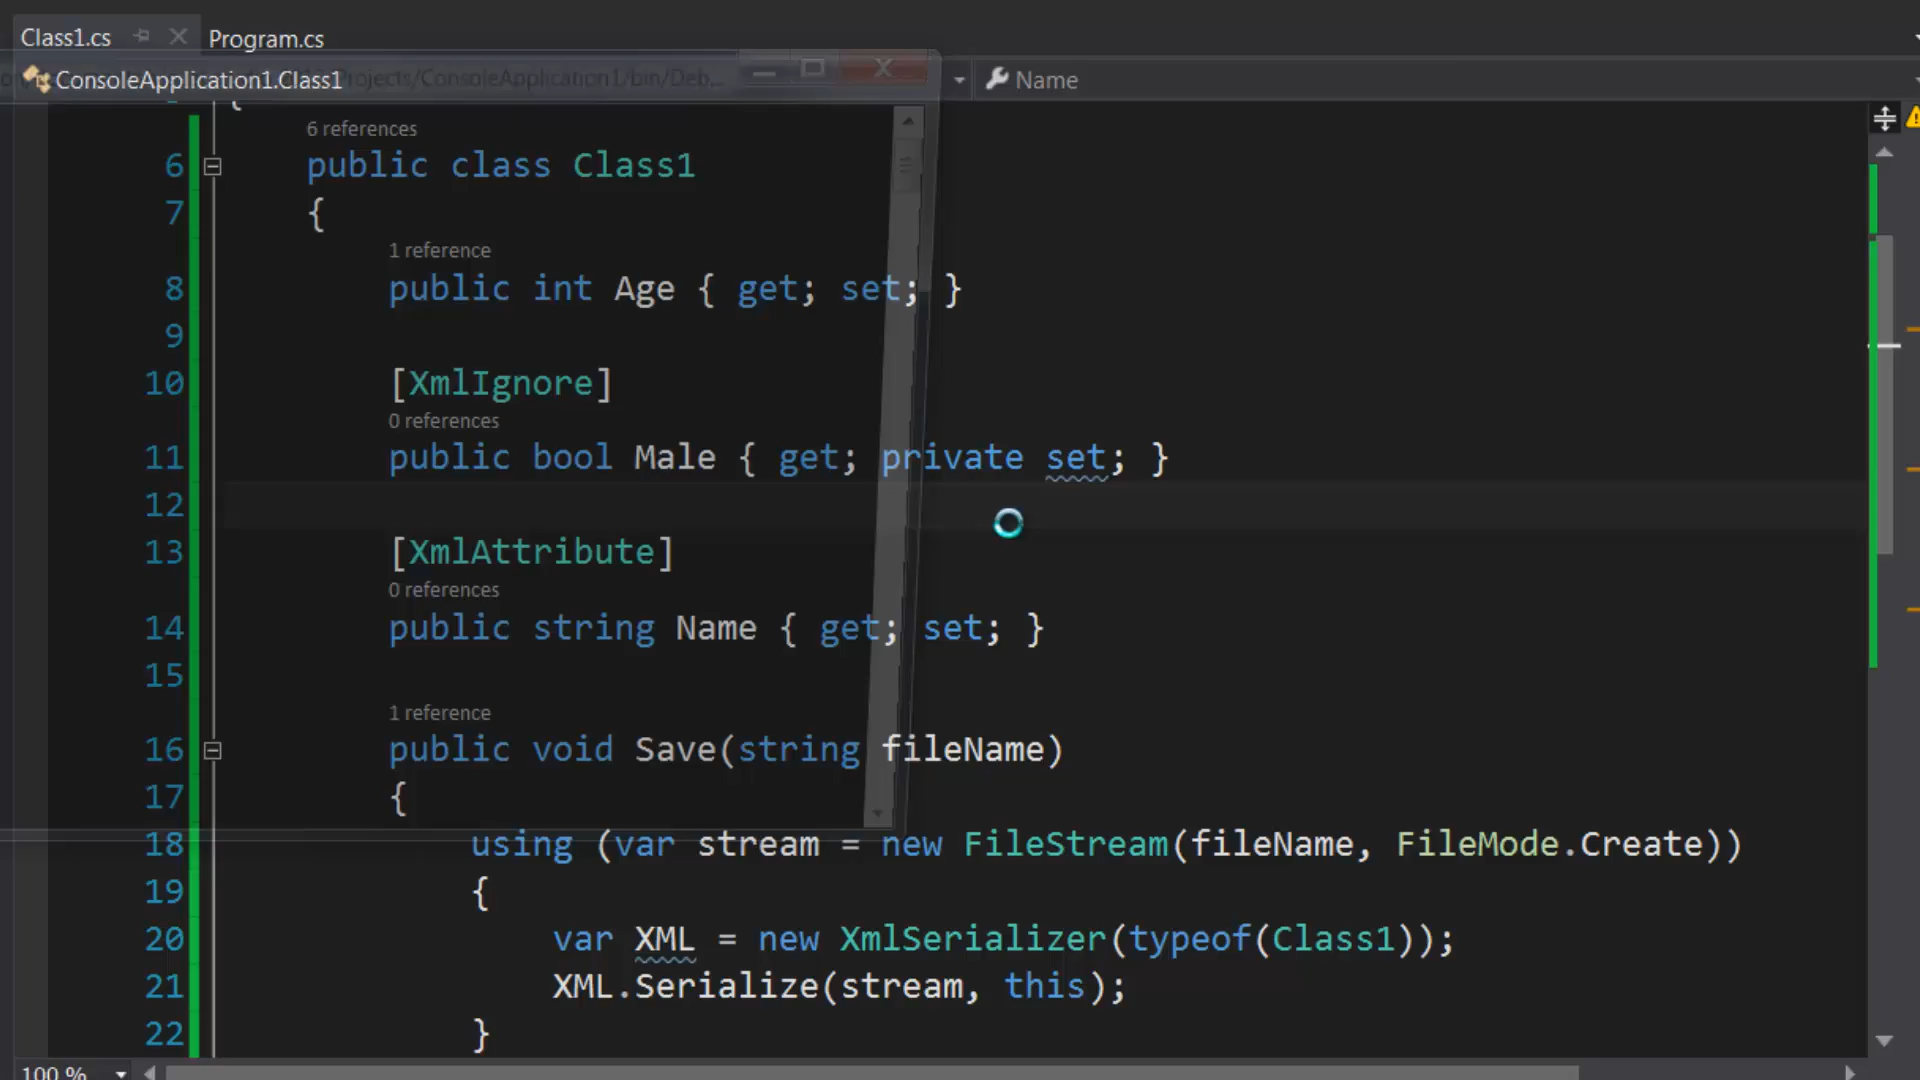 Class1.cs
Program.cs
ConsoleApplication1.Class1
Projects/ConsoleApplication1/bin/Deb...
Name
6 references
6 public class Class1
7 {
1 reference
8 public int Age { get; set; }
9
10 [XmlIgnore]
0 references
11 public bool Male { get; private set; }
12
13 [XmlAttribute]
0 references
14 public string Name { get; set; }
15
1 reference
16 public void Save(string fileName)
17 {
18 using (var stream = new FileStream(fileName, FileMode.Create))
19 {
20 var XML = new XmlSerializer(typeof(Class1));
21 XML.Serialize(stream, this);
22 }
100 %